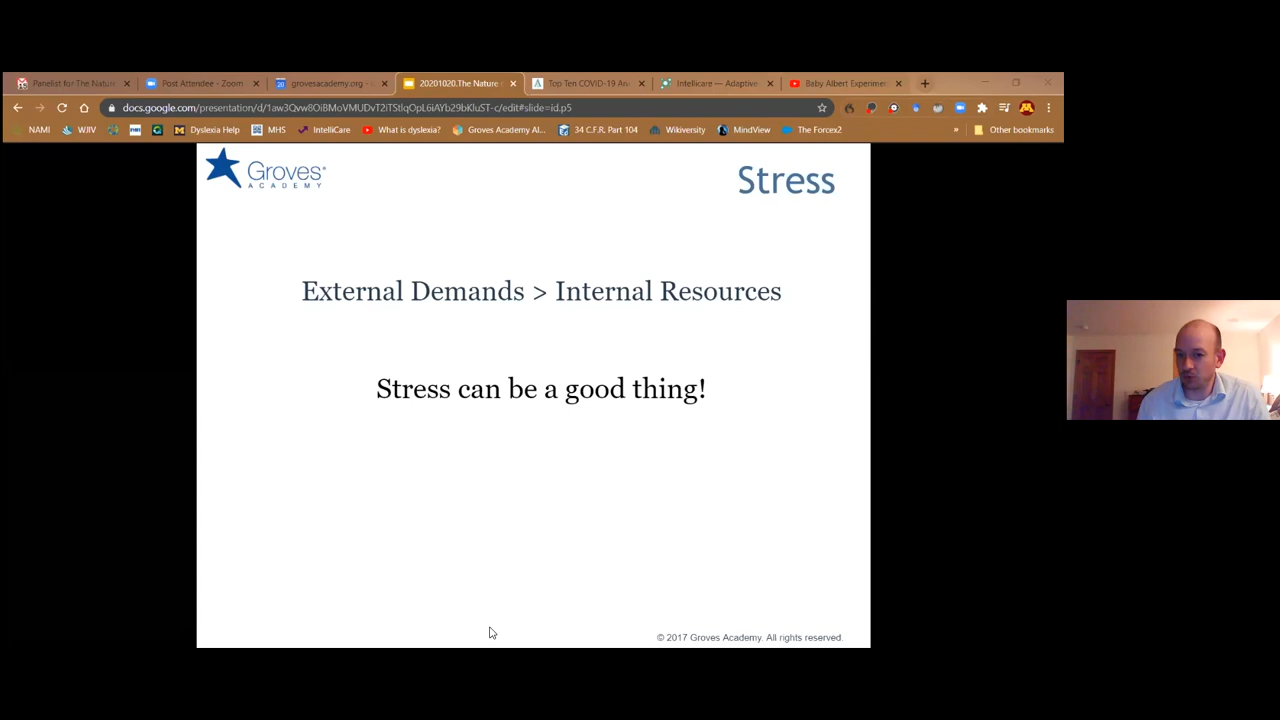 Panelist for The Nature
Post Attendee - Zoom
grovesacademy.org -
20201020.The Nature
Top Ten COVID-19 An
Intellicare — Adaptive
Baby Albert Experime
docs.google.com/presentation/d/1aw3Qvw8OiBMoVMUDvT2iTStlqOpL6iAYb29bKluST-c/edit#slide=id.p5
NAMI
WJIV
Dyslexia Help
MHS
IntelliCare
What is dyslexia?
Groves Academy Al...
34 C.F.R. Part 104
Wikiversity
MindView
The Forcex2
»
Other bookmarks
Groves®
ACADEMY
Stress
External Demands > Internal Resources
Stress can be a good thing!
© 2017 Groves Academy. All rights reserved.